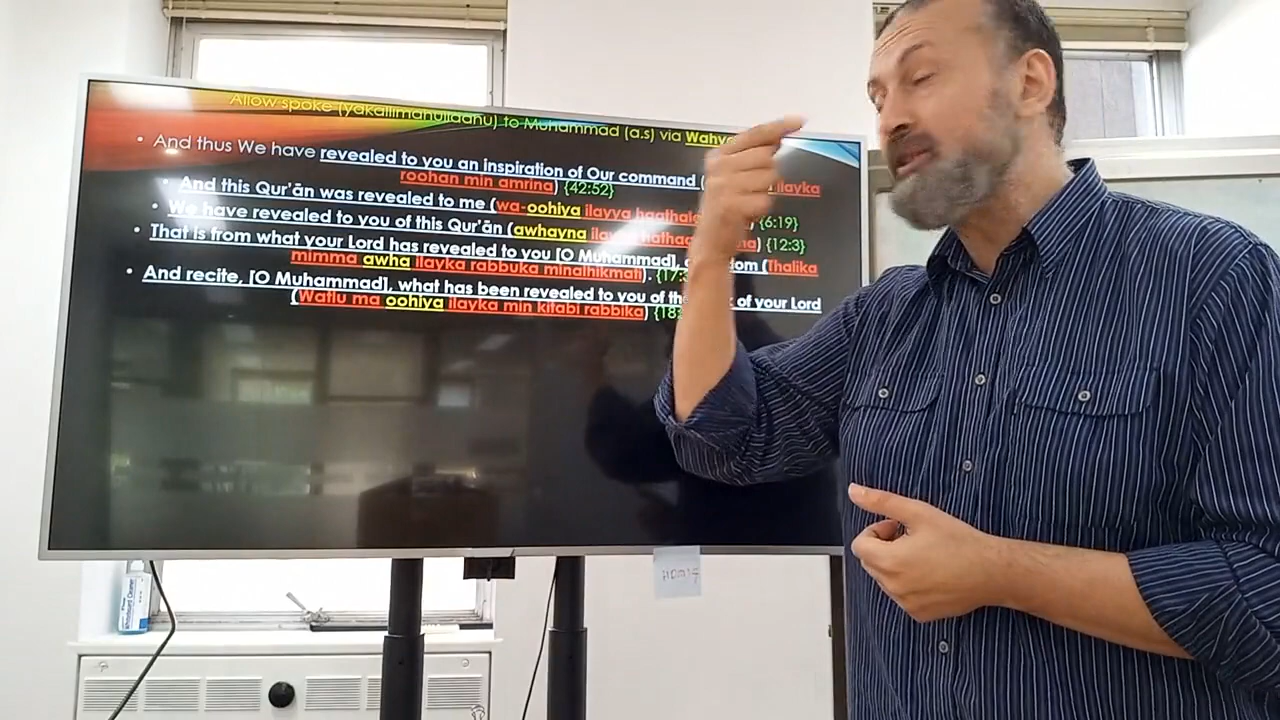 Allow spoke (yakallimahullaahu) to Muhammad (a.s) via
• And thus We have revealed to you an inspiration of Our command ( ilayka
roohan min amrina) {42:52}
• And this Qur'ān was revealed to me (wa-oohiya ilayya {6:19}
• We have revealed to you of this Qur'ān (awhayna {12:3}
• That is from what your Lord has revealed to you [O Muhammad], (Thalika
mimma awha ilayka rabbuka minalhikmati).
• And recite, [O Muhammad], what has been revealed to you of of your Lord
(Watlu ma oohiya ilayka min kitabi rabbika)